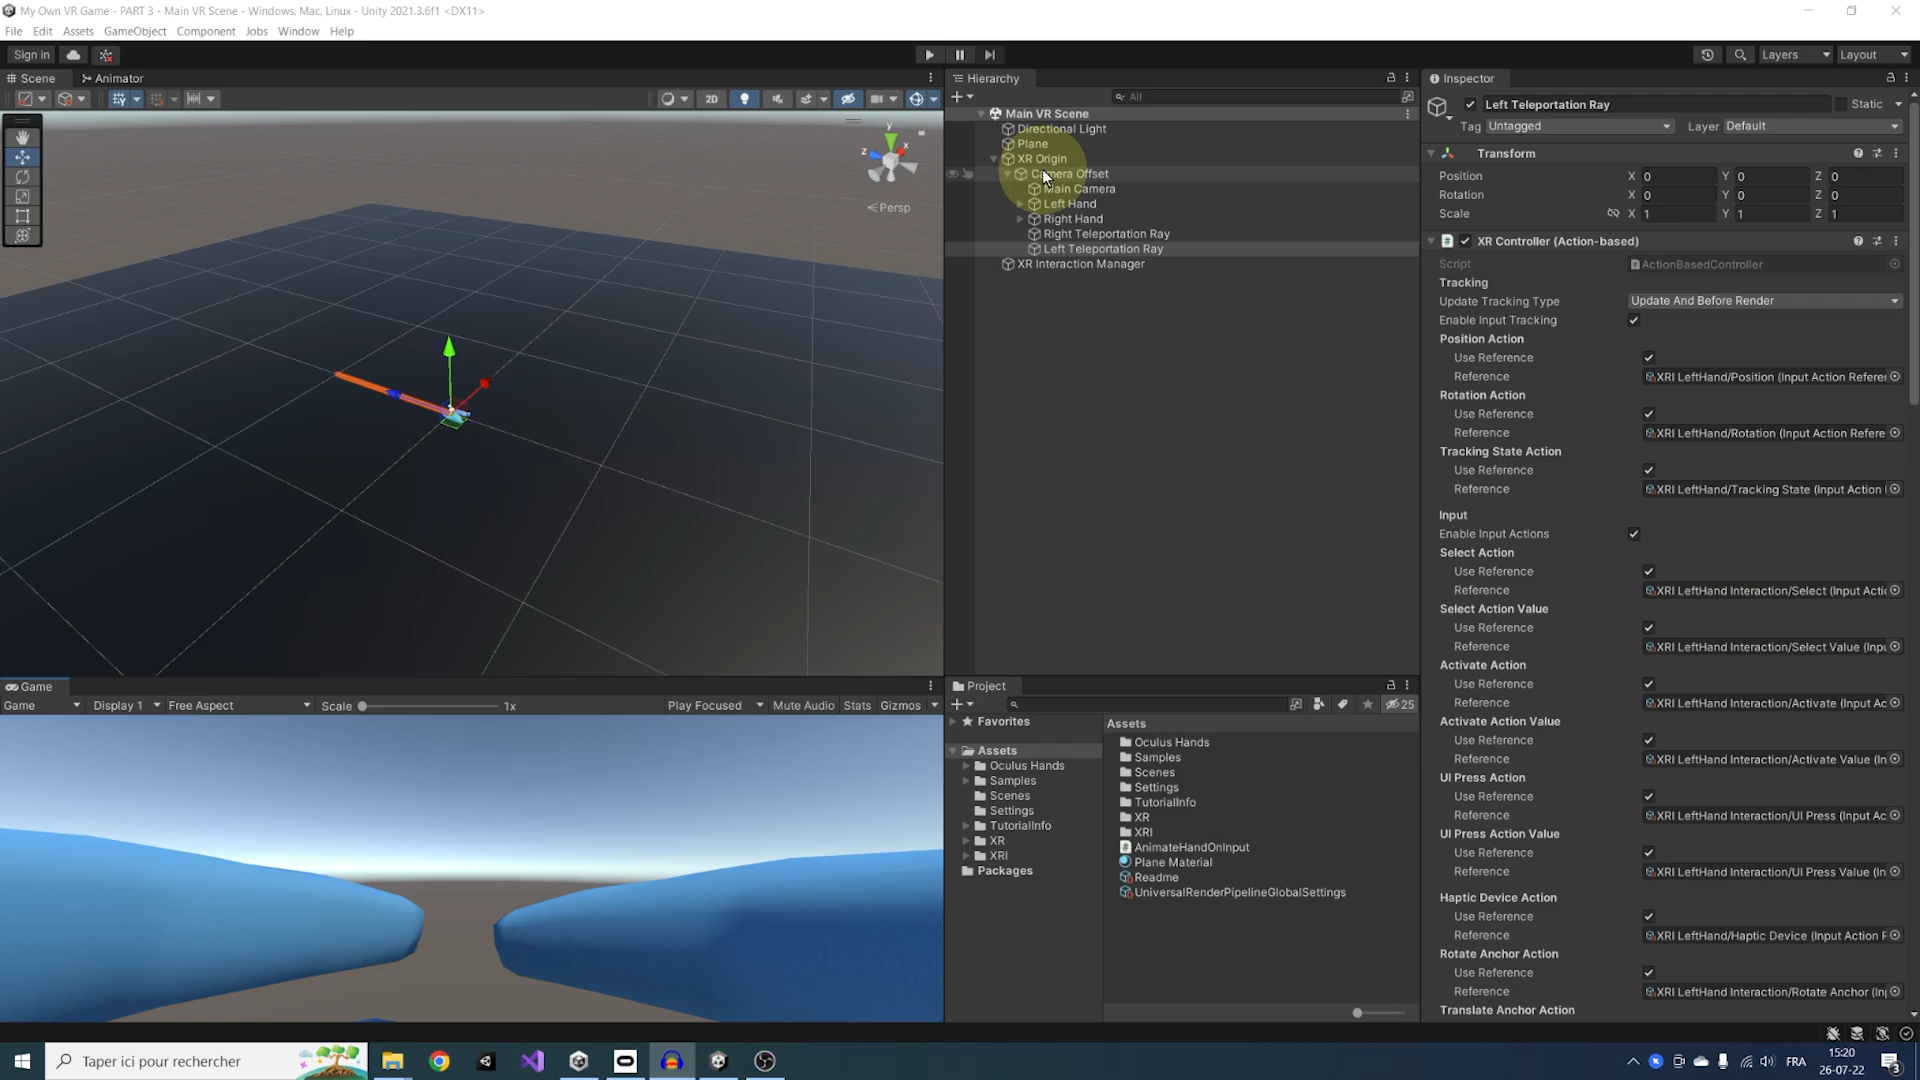 My Own VR Game - PART 3 - Main VR Scene - Windows, Mac, Linux - Unity 2021.3.6f1 <DX11>
File Edit Assets GameObject Component Jobs Window Help
Sign in
Layers
Layout
Scene
Animator
2D
y
x
z
Persp
Hierarchy
All
Main VR Scene
Directional Light
Plane
XR Origin
Camera Offset
Main Camera
Left Hand
Right Hand
Right Teleportation Ray
Left Teleportation Ray
XR Interaction Manager
Inspector
Left Teleportation Ray
Static
Tag Untagged
Layer Default
Transform
Position X 0 Y 0 Z 0
Rotation X 0 Y 0 Z 0
Scale X 1 Y 1 Z 1
XR Controller (Action-based)
Script ActionBasedController
Tracking
Update Tracking Type Update And Before Render
Enable Input Tracking
Position Action
Use Reference
Reference XRI LeftHand/Position (Input Action Referer
Rotation Action
Use Reference
Reference XRI LeftHand/Rotation (Input Action Refere
Tracking State Action
Use Reference
Reference XRI LeftHand/Tracking State (Input Action
Input
Enable Input Actions
Select Action
Use Reference
Reference XRI LeftHand Interaction/Select (Input Actio
Select Action Value
Use Reference
Reference XRI LeftHand Interaction/Select Value (Inpu
Activate Action
Use Reference
Reference XRI LeftHand Interaction/Activate (Input Ac
Activate Action Value
Use Reference
Reference XRI LeftHand Interaction/Activate Value (In
UI Press Action
Use Reference
Reference XRI LeftHand Interaction/UI Press (Input Ac
UI Press Action Value
Use Reference
Reference XRI LeftHand Interaction/UI Press Value (In
Haptic Device Action
Use Reference
Reference XRI LeftHand/Haptic Device (Input Action F
Rotate Anchor Action
Use Reference
Reference XRI LeftHand Interaction/Rotate Anchor (In
Translate Anchor Action
Game
Game Display 1 Free Aspect Scale 1x Play Focused Mute Audio Stats Gizmos
Project
25
Favorites
Assets
Oculus Hands
Samples
Scenes
Settings
TutorialInfo
XR
XRI
Packages
Assets
Oculus Hands
Samples
Scenes
Settings
TutorialInfo
XR
XRI
AnimateHandOnInput
Plane Material
Readme
UniversalRenderPipelineGlobalSettings
Taper ici pour rechercher
FRA
15:20
26-07-22
3